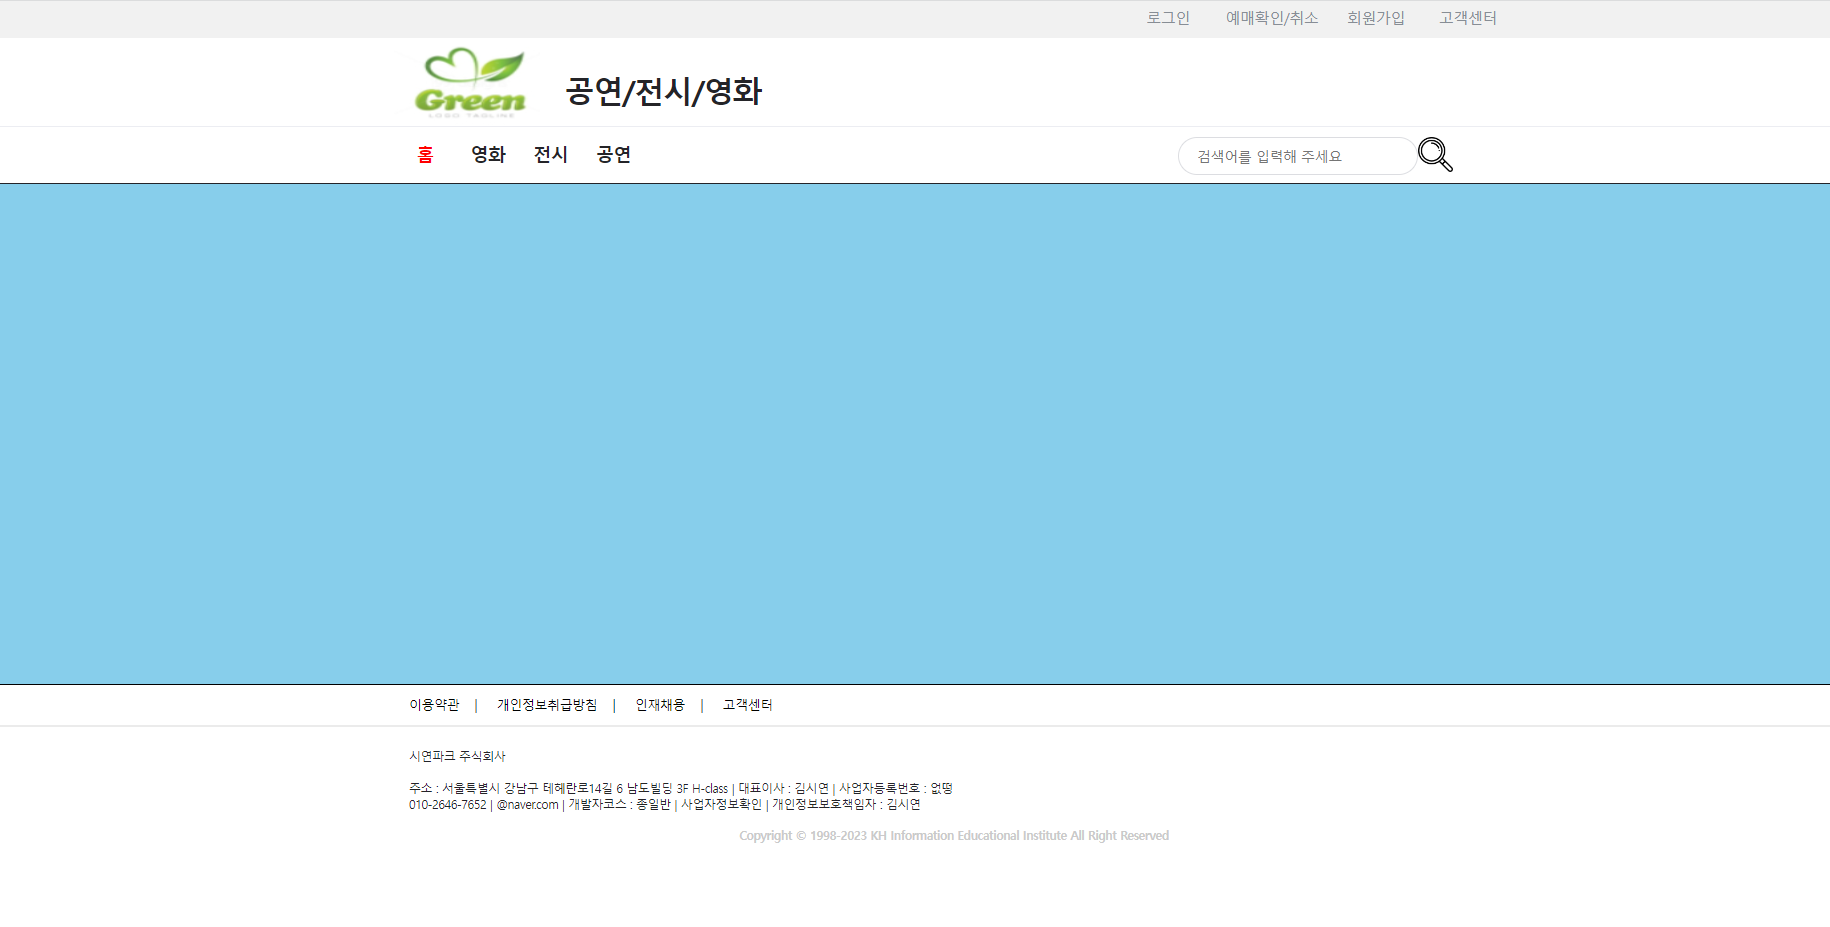 로그인 예매확인/취소 회원가입 고객센터
Green
LOGO TAGLINE
공연/전시/영화
홈 영화 전시 공연
검색어를 입력해 주세요
이용약관 | 개인정보취급방침 | 인재채용 | 고객센터
시연파크 주식회사
주소 : 서울특별시 강남구 테헤란로14길 6 남도빌딩 3F H-class | 대표이사 : 김시연 | 사업자등록번호 : 없떵
010-2646-7652 | @naver.com | 개발자코스 : 종일반 | 사업자정보확인 | 개인정보보호책임자 : 김시연
Copyright © 1998-2023 KH Information Educational Institute All Right Reserved